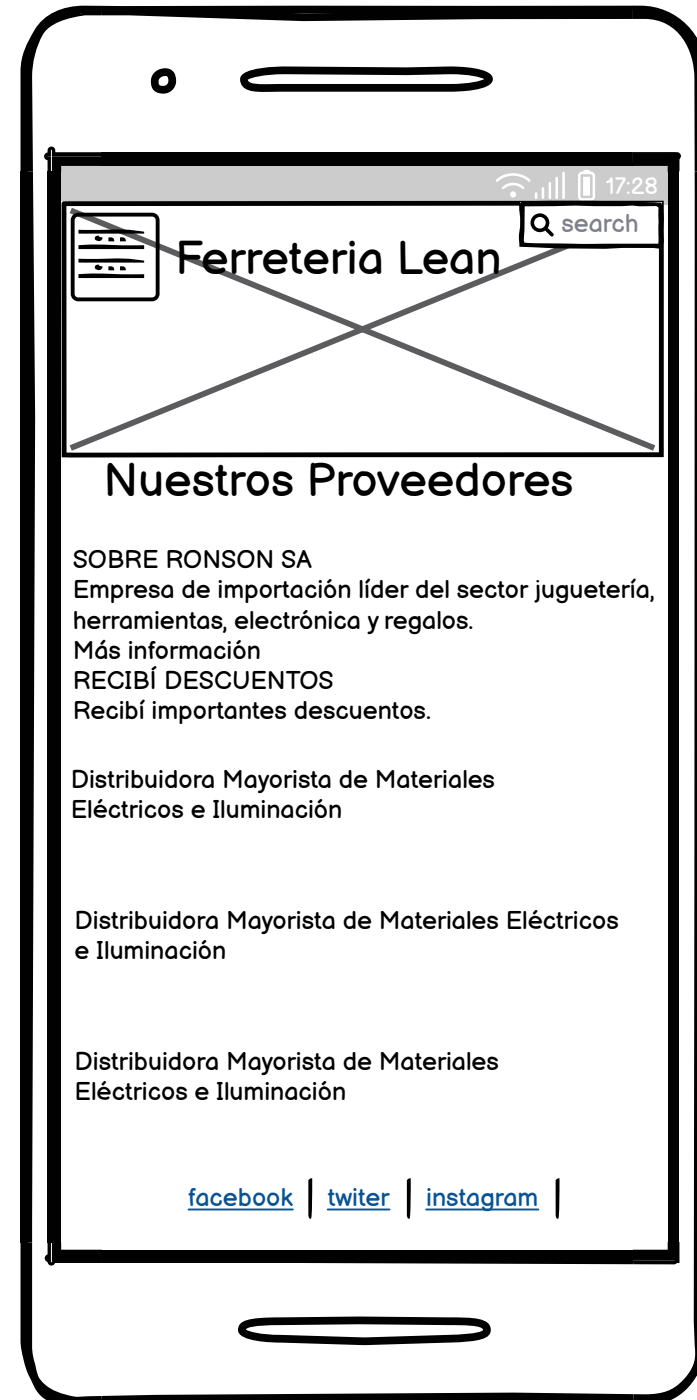 17:28
search
Ferreteria Lean
Nuestros Proveedores
SOBRE RONSON SA
Empresa de importación líder del sector juguetería,
herramientas, electrónica y regalos.
Más información
RECIBÍ DESCUENTOS
Recibí importantes descuentos.
Distribuidora Mayorista de Materiales
Eléctricos e Iluminación
Distribuidora Mayorista de Materiales Eléctricos
e Iluminación
Distribuidora Mayorista de Materiales
Eléctricos e Iluminación
facebook | twiter | instagram |